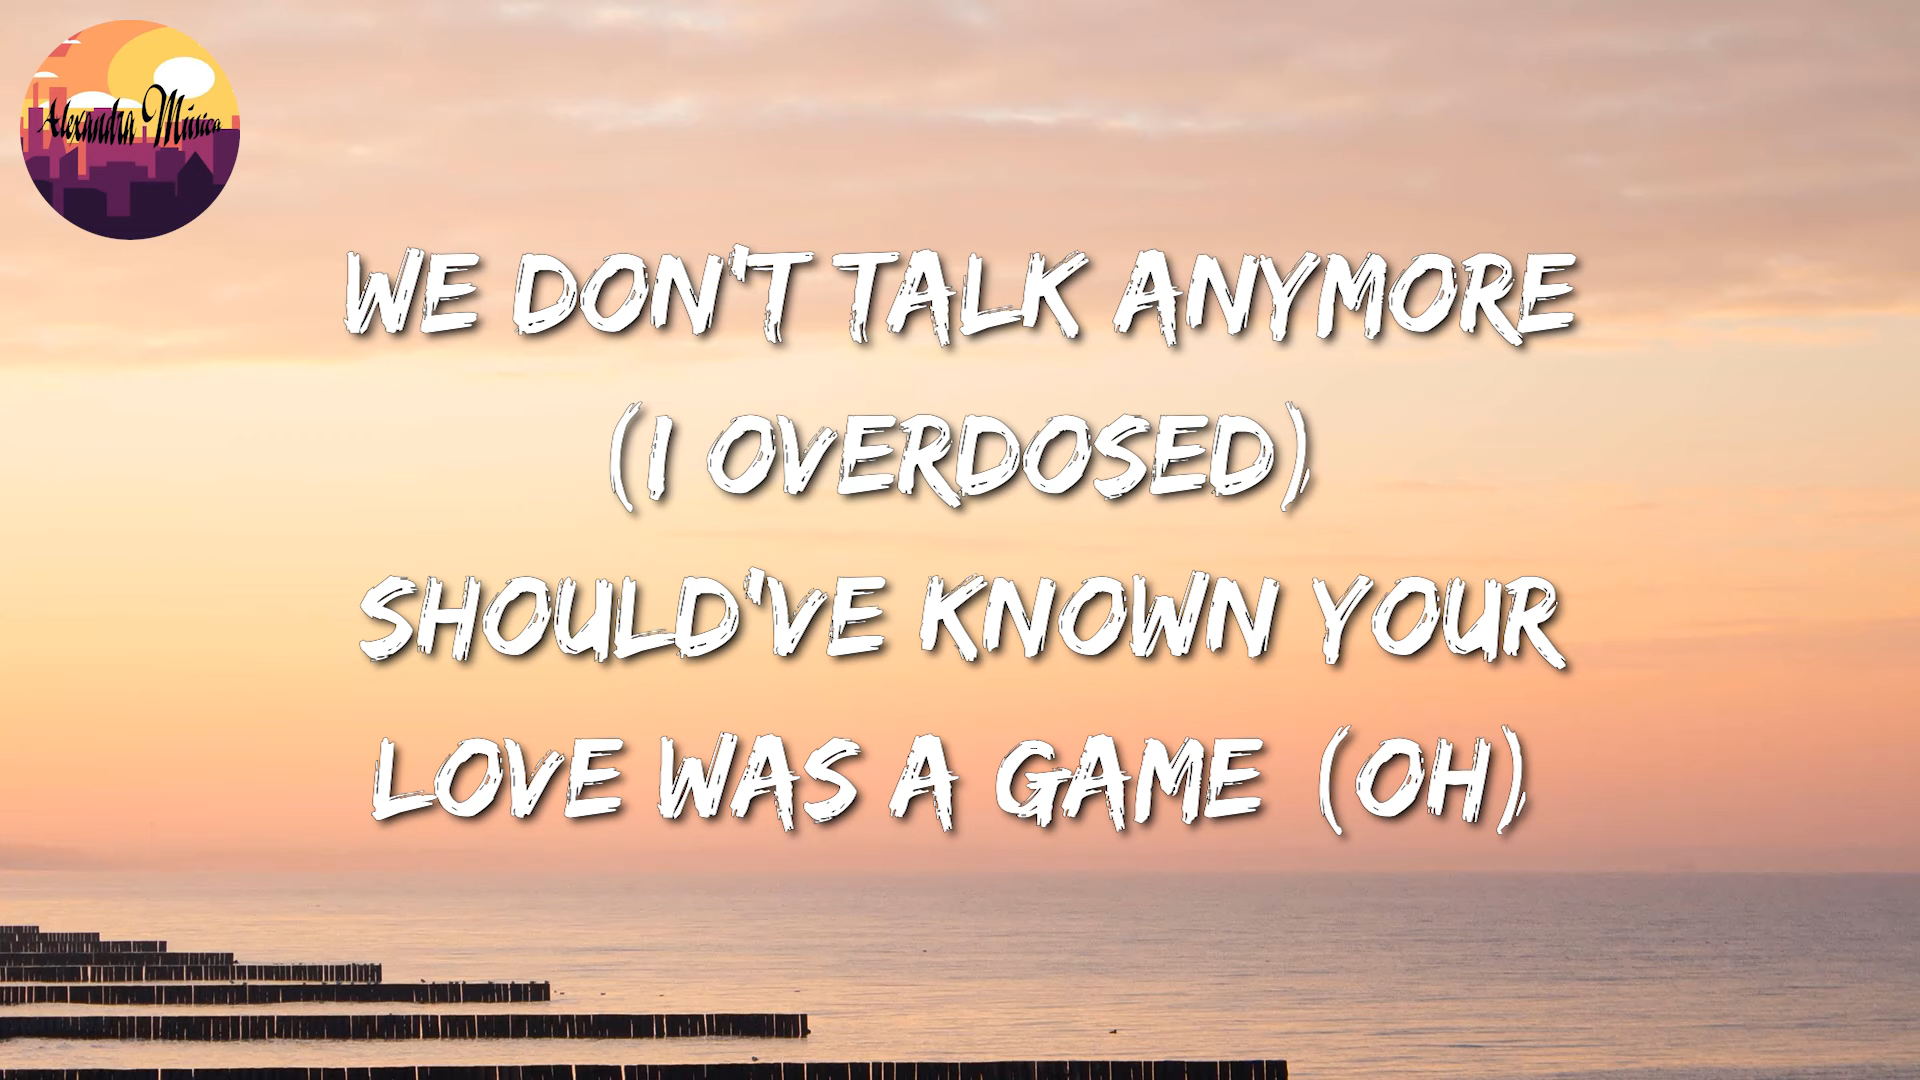 Alexandra Música
WE DON'T TALK ANYMORE
(I OVERDOSED)
SHOULD'VE KNOWN YOUR
LOVE WAS A GAME (OH)